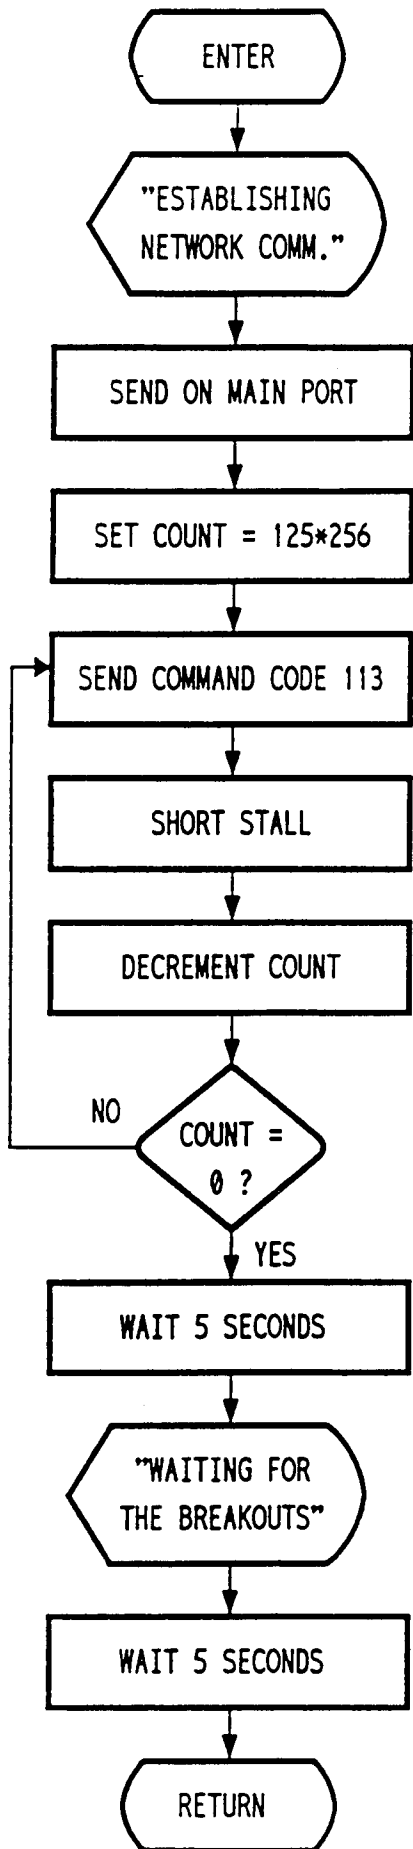 ENTER
"ESTABLISHING
NETWORK COMM."
SEND ON MAIN PORT
SET COUNT = 125*256
SEND COMMAND CODE 113
SHORT STALL
DECREMENT COUNT
NO
COUNT =
0 ?
YES
WAIT 5 SECONDS
"WAITING FOR
THE BREAKOUTS"
WAIT 5 SECONDS
RETURN